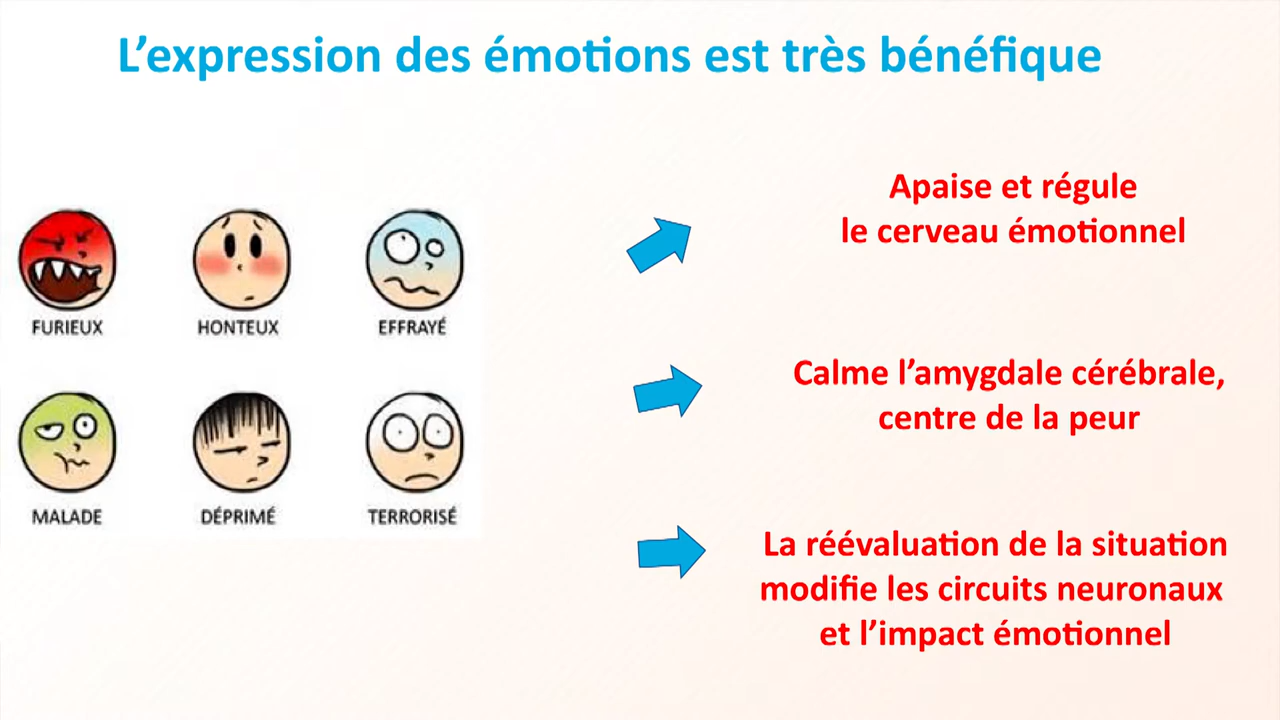 L’expression des émotions est très bénéfique
FURIEUX
HONTEUX
EFFRAYÉ
MALADE
DÉPRIMÉ
TERRORISÉ
Apaise et régule
le cerveau émotionnel
Calme l’amygdale cérébrale,
centre de la peur
La réévaluation de la situation
modifie les circuits neuronaux
et l’impact émotionnel